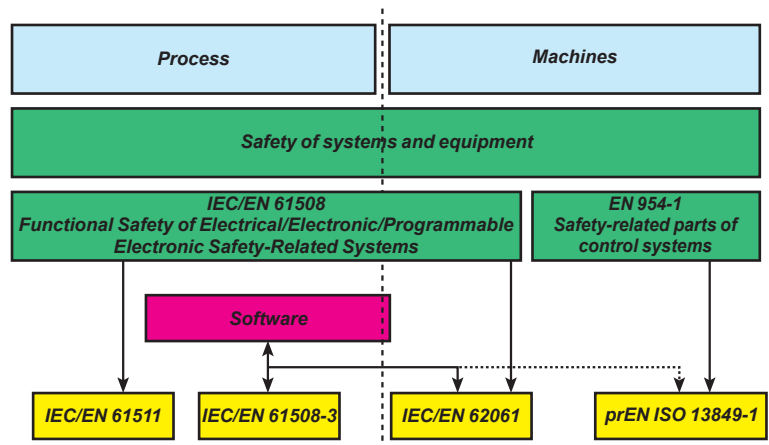 Process
Machines
Safety of systems and equipment
IEC/EN 61508
Functional Safety of Electrical/Electronic/Programmable
Electronic Safety-Related Systems
EN 954-1
Safety-related parts of
control systems
Software
IEC/EN 61511
IEC/EN 61508-3
IEC/EN 62061
prEN ISO 13849-1